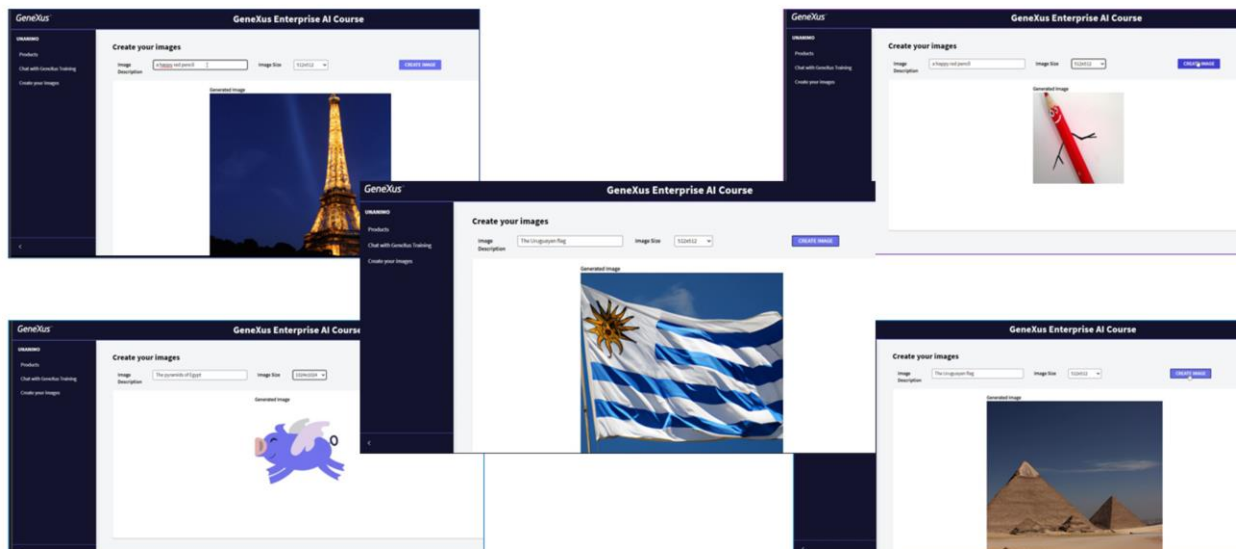 GeneXus
GeneXus Enterprise AI Course
UNANIMO
Products
Chat with GeneXus Training
Create your Images
Create your images
Image Description
a happy red pencil
Image Size
512x512
CREATE IMAGE
Generated Image
GeneXus
GeneXus Enterprise AI Course
UNANIMO
Products
Chat with GeneXus Training
Create your Images
Create your images
Image Description
a happy red pencil
Image Size
512x512
CREATE IMAGE
Generated Image
GeneXus
GeneXus Enterprise AI Course
UNANIMO
Products
Chat with GeneXus Training
Create your Images
Create your images
Image Description
The Uruguayan flag
Image Size
512x512
CREATE IMAGE
Generated Image
GeneXus
GeneXus Enterprise AI Course
UNANIMO
Products
Chat with GeneXus Training
Create your Images
Create your images
Image Description
The pyramids of Egypt
Image Size
1024x1024
Generated Image
GeneXus Enterprise AI Course
Create your images
Image Description
The Uruguayan flag
Image Size
512x512
CREATE IMAGE
Generated Image